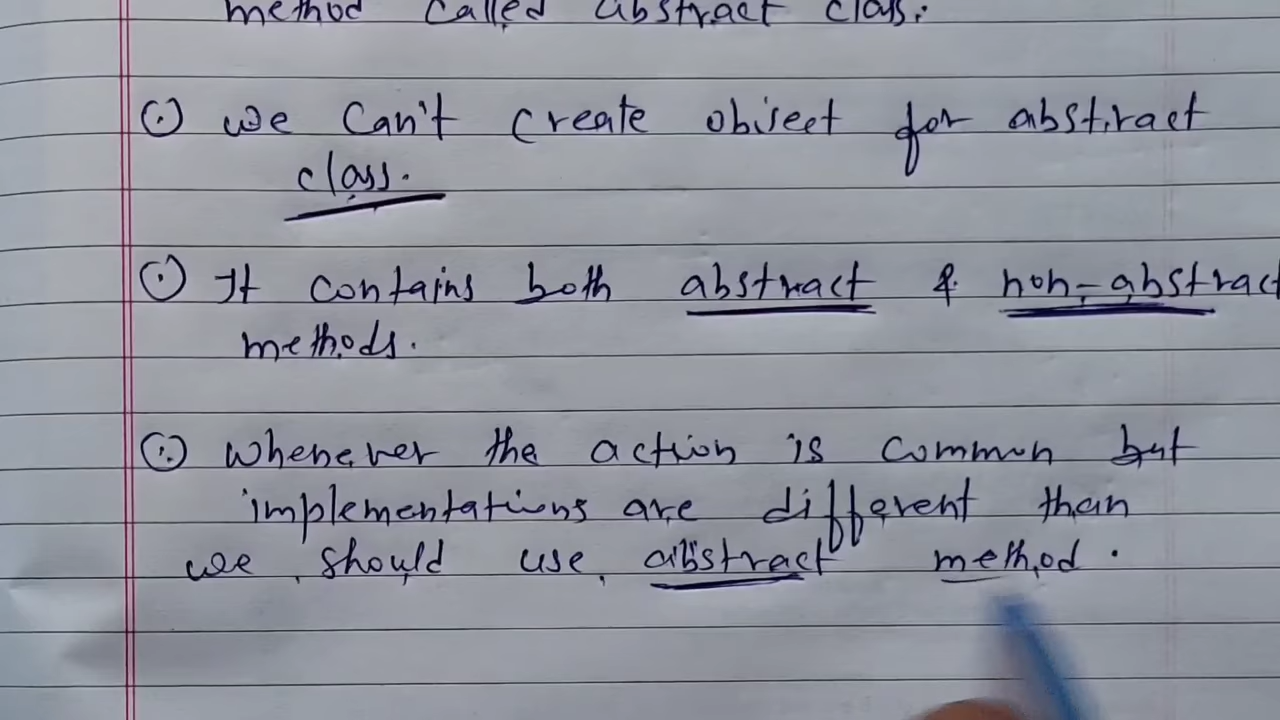 method called abstract class.
we can't create object for abstract
class.
It contains both abstract & non-abstract
methods.
whenever the action is common but
implementations are different than
we should use abstract method.